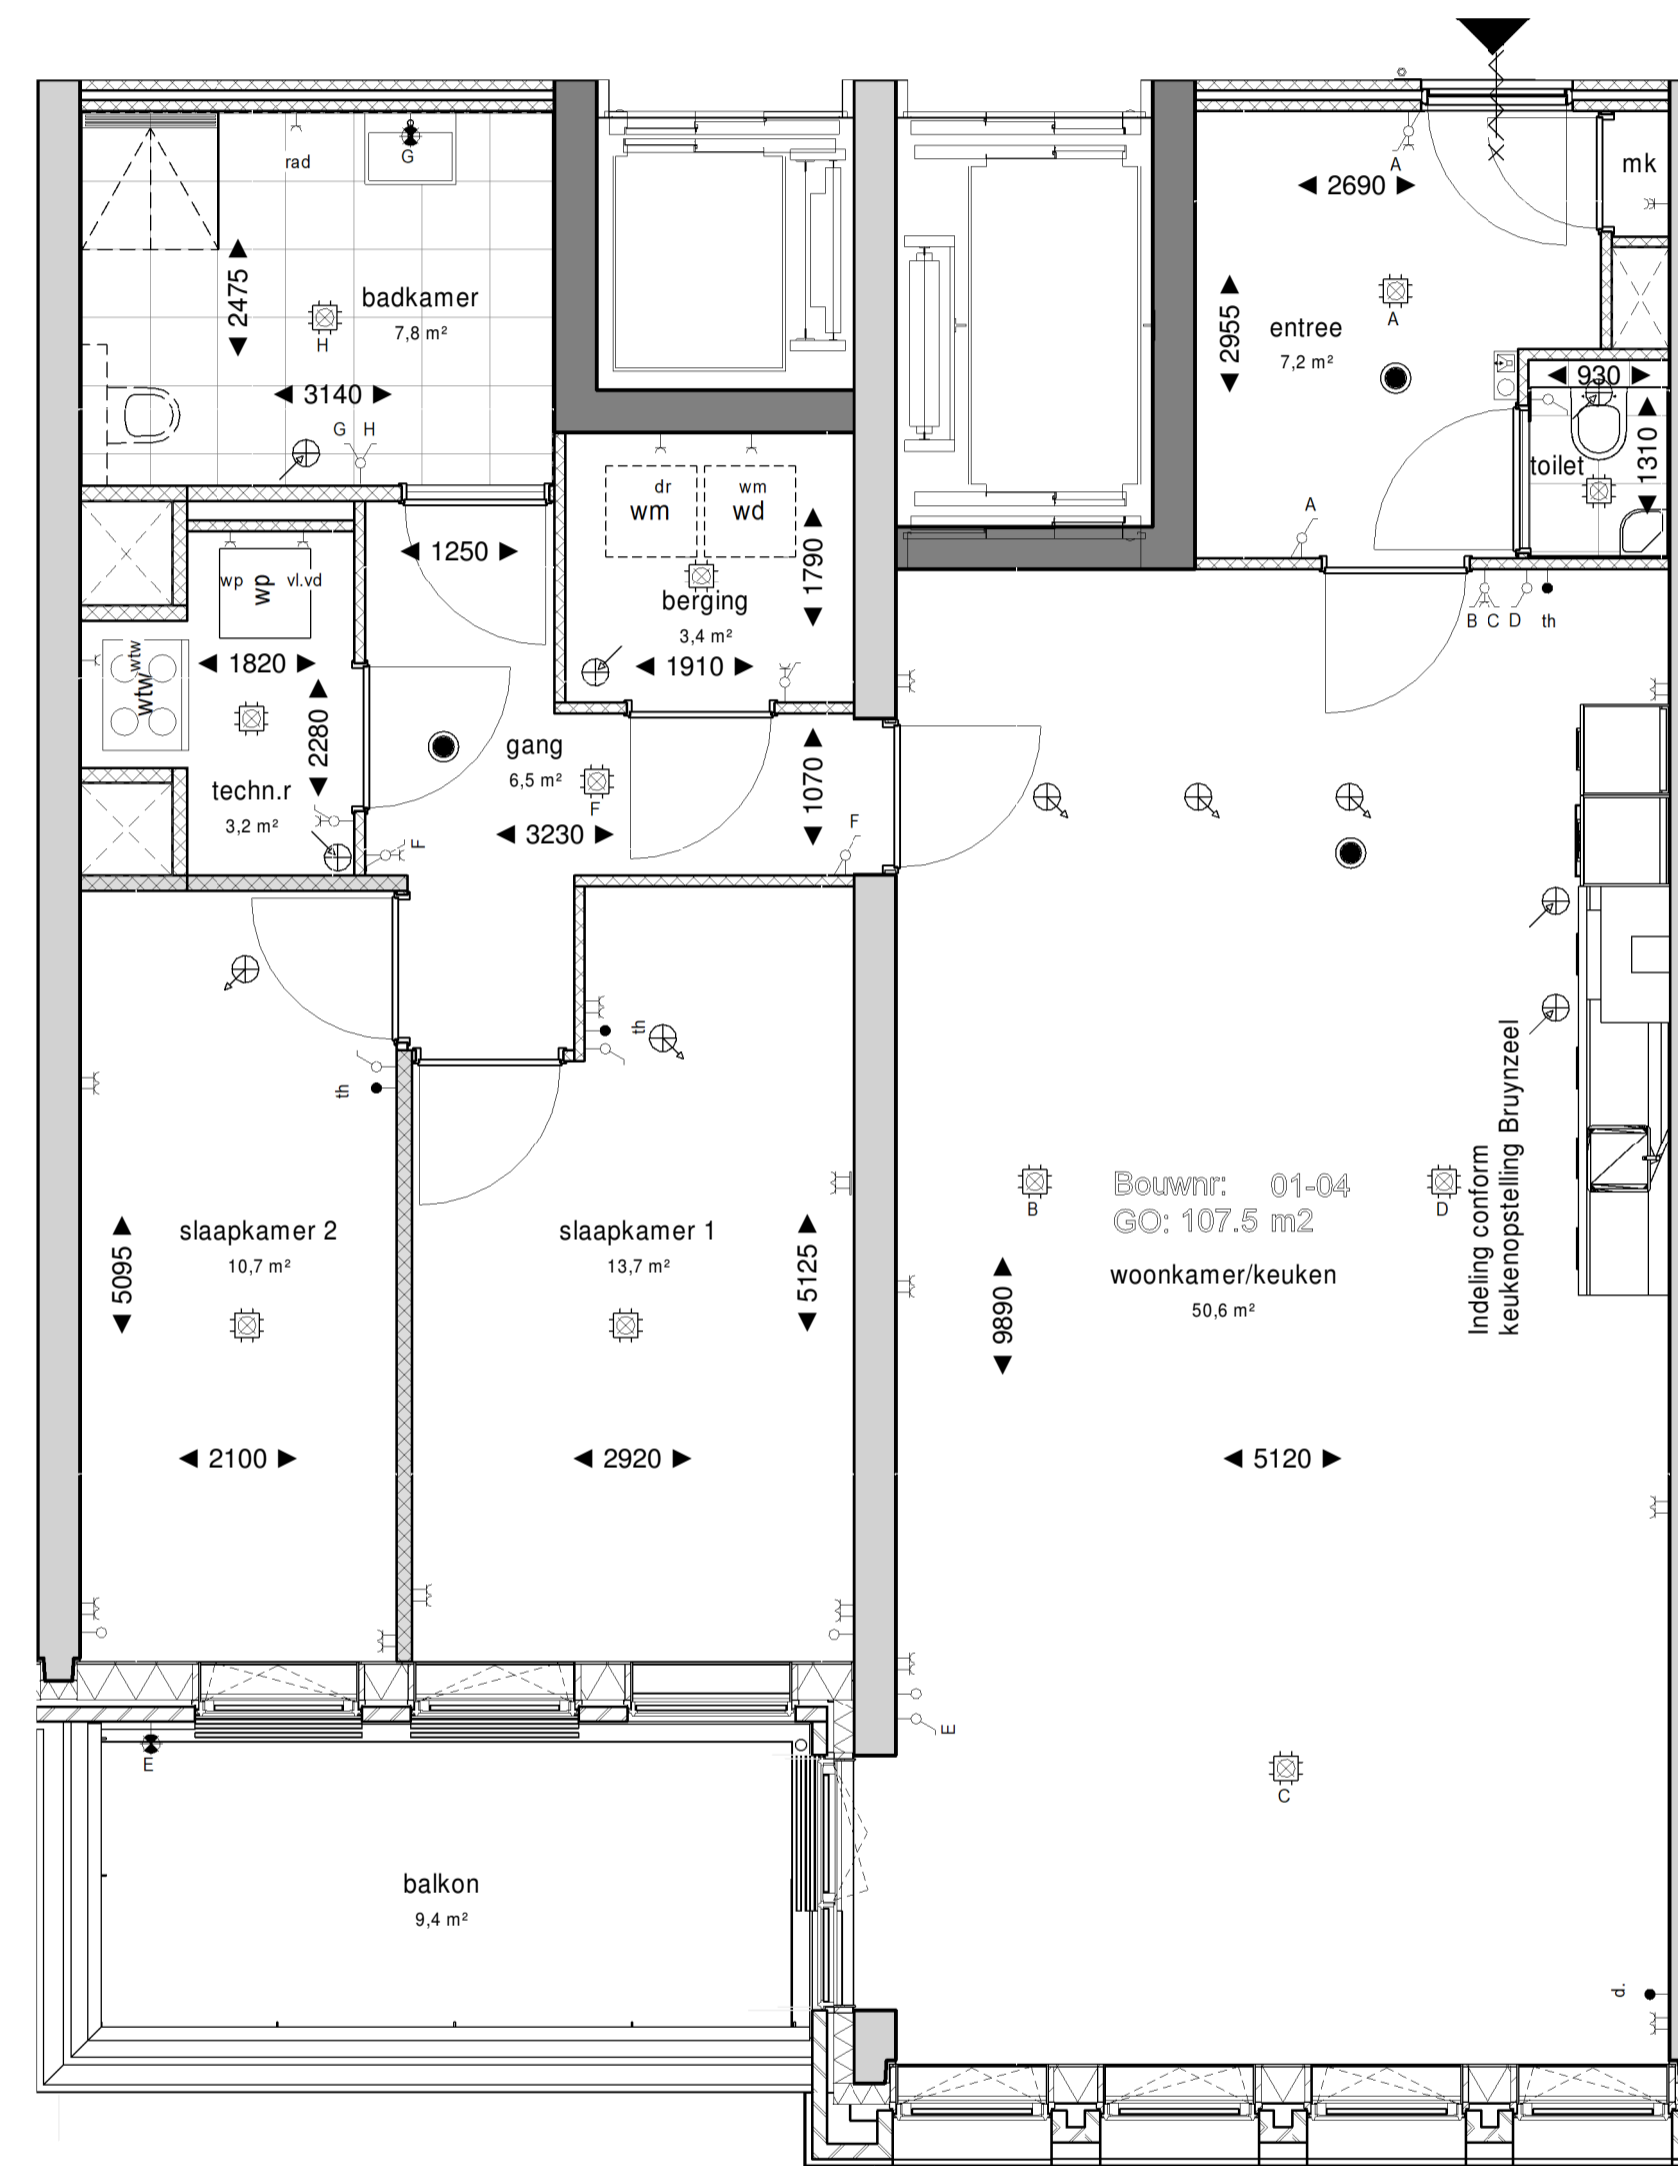 rad
G
badkamer
7,8 m²
H
2475
3140
G H
mk
A
2690
A
2955
entree
7,2 m²
930
1310
toilet
A
B C D th
dr
wm
wm
wd
1790
berging
3,4 m²
1910
1250
wp
wp
vl.vd
wtw
wtw
1820
2280
techn.r
3,2 m²
gang
6,5 m²
F
3230
1070
F
F
th
th
slaapkamer 2
10,7 m²
5095
2100
slaapkamer 1
13,7 m²
5125
2920
B
Bouwnr: 01-04
GO: 107.5 m2
woonkamer/keuken
50,6 m²
D
Indeling conform
keukenopstelling Bruynzeel
9890
5120
E
E
C
balkon
9,4 m²
d.